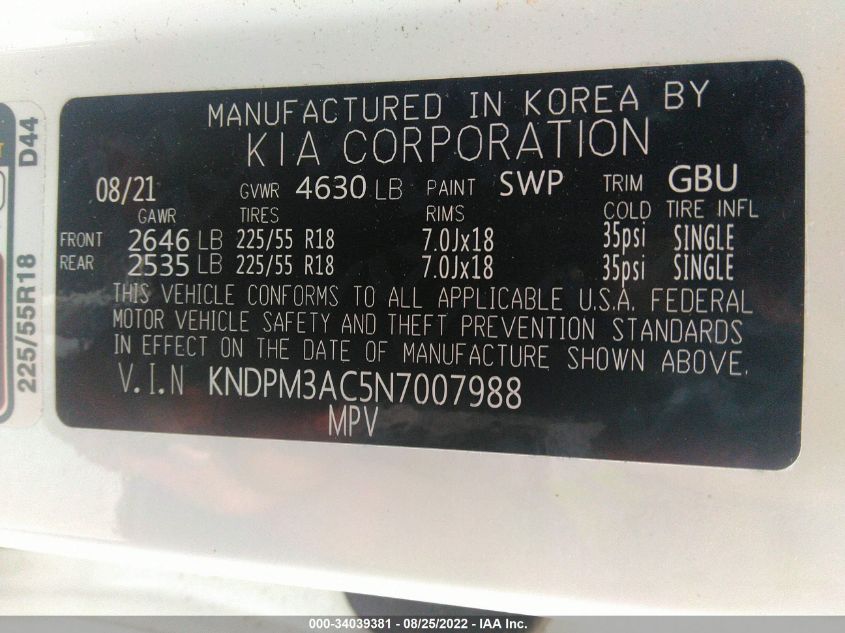 MANUFACTURED IN KOREA BY
KIA CORPORATION
08/21 GVWR 4630 LB PAINT SWP TRIM GBU
GAWR TIRES RIMS COLD TIRE INFL
FRONT 2646 LB 225/55 R18 7.0Jx18 35psi SINGLE
REAR 2535 LB 225/55 R18 7.0Jx18 35psi SINGLE
THIS VEHICLE CONFORMS TO ALL APPLICABLE U.S.A. FEDERAL
MOTOR VEHICLE SAFETY AND THEFT PREVENTION STANDARDS
IN EFFECT ON THE DATE OF MANUFACTURE SHOWN ABOVE.
V.I.N KNDPM3AC5N7007988
MPV
225/55R18 D44
000-34039381 - 08/25/2022 - IAA Inc.